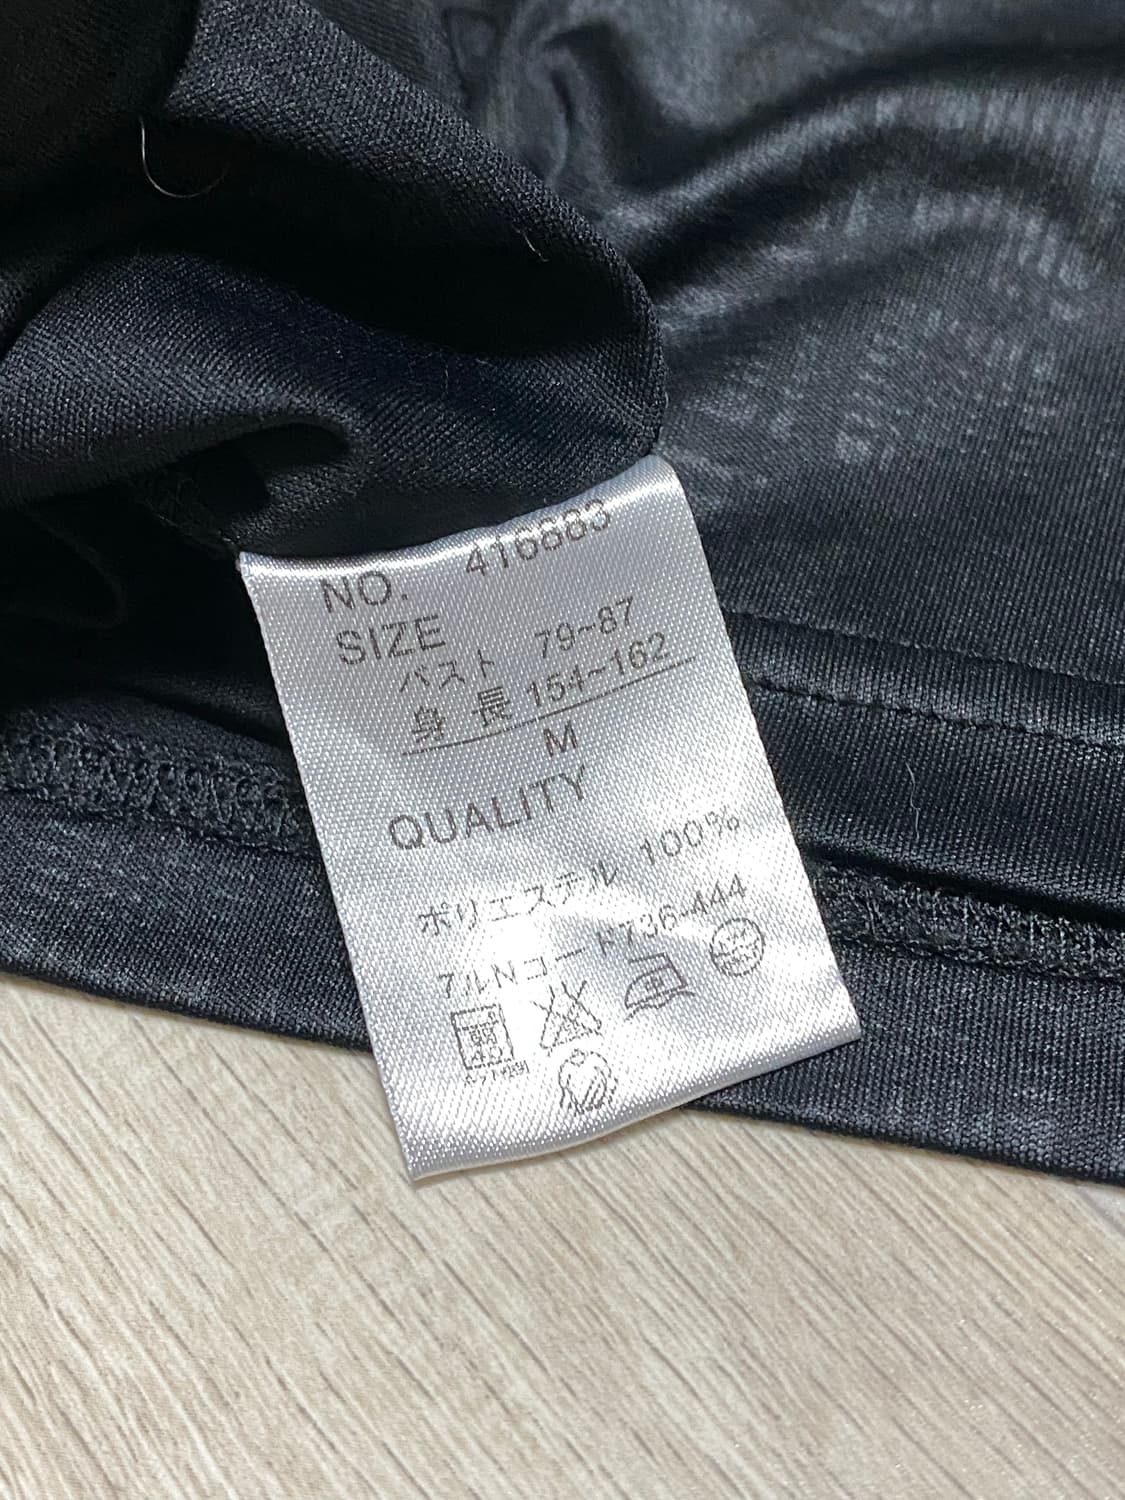 NO. 416883
SIZE
バスト 79~87
身長 154~162
M
QUALITY
ポリエステル 100%
アルNコード736-444